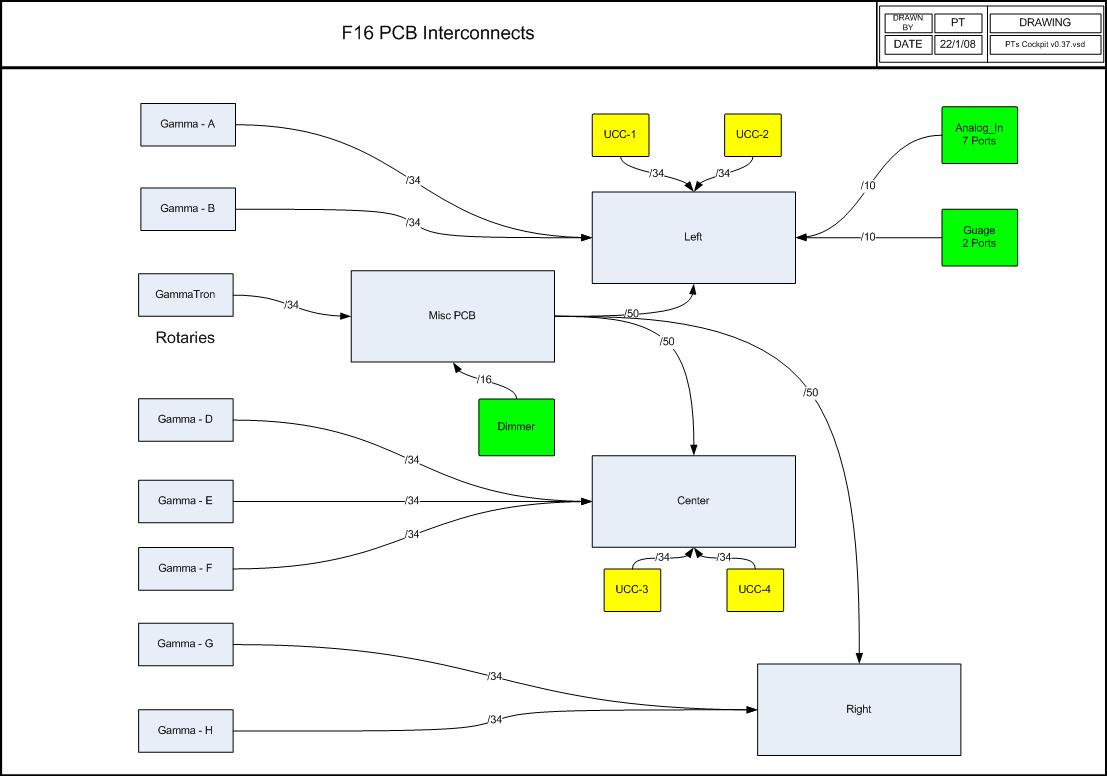 F16 PCB Interconnects
DRAWN
BY
PT
DRAWING
DATE
22/1/08
PTs Cockpit v0.37.vsd
Gamma - A
UCC-1
UCC-2
Analog_In
7 Ports
/34
/34
/34
/10
Gamma - B
/34
Left
/10
Guage
2 Ports
GammaTron
/34
Misc PCB
/50
Rotaries
/50
/16
/50
Gamma - D
Dimmer
/34
Gamma - E
/34
Center
/34
Gamma - F
/34
/34
UCC-3
UCC-4
Gamma - G
/34
Right
/34
Gamma - H